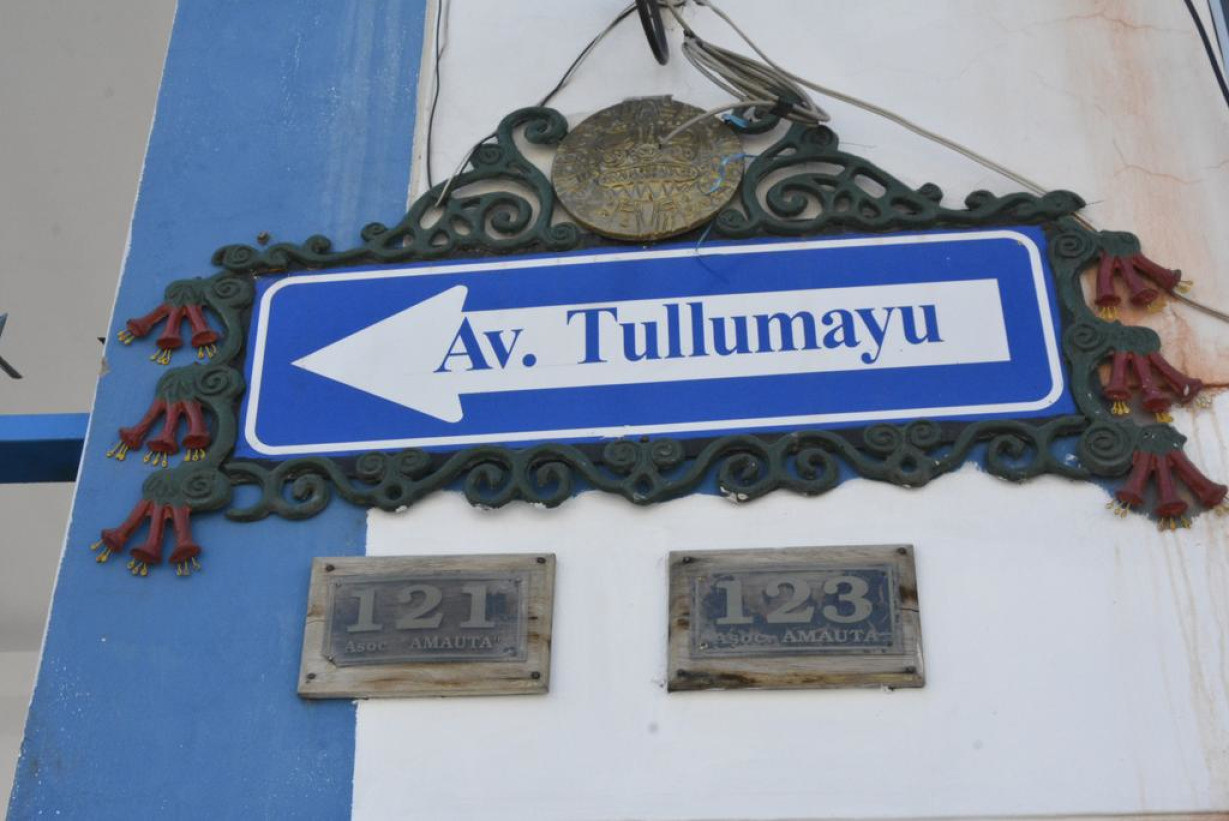 Av. Tullumayu
121
Asoc. AMAUTA
123
Asoc. AMAUTA